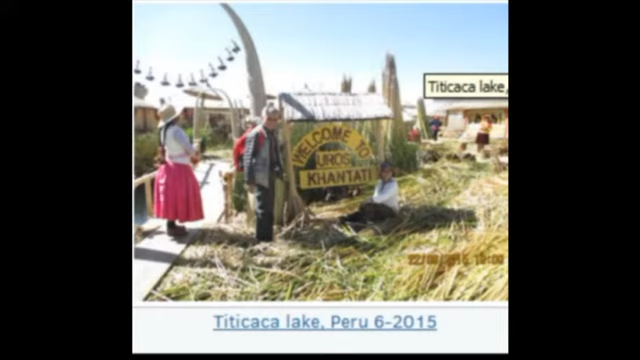 Titicaca lake,
WELCOME TO
UROS
KHANTATI
Titicaca lake, Peru 6-2015